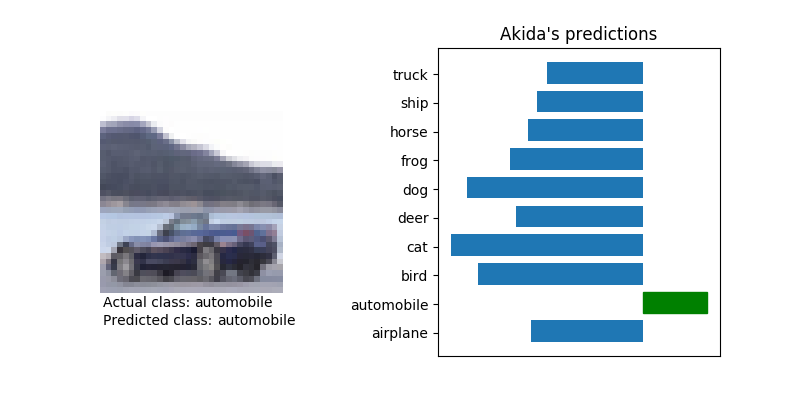 Akida's predictions
truck
ship
horse
frog
dog
deer
cat
bird
automobile
airplane
Actual class: automobile
Predicted class: automobile